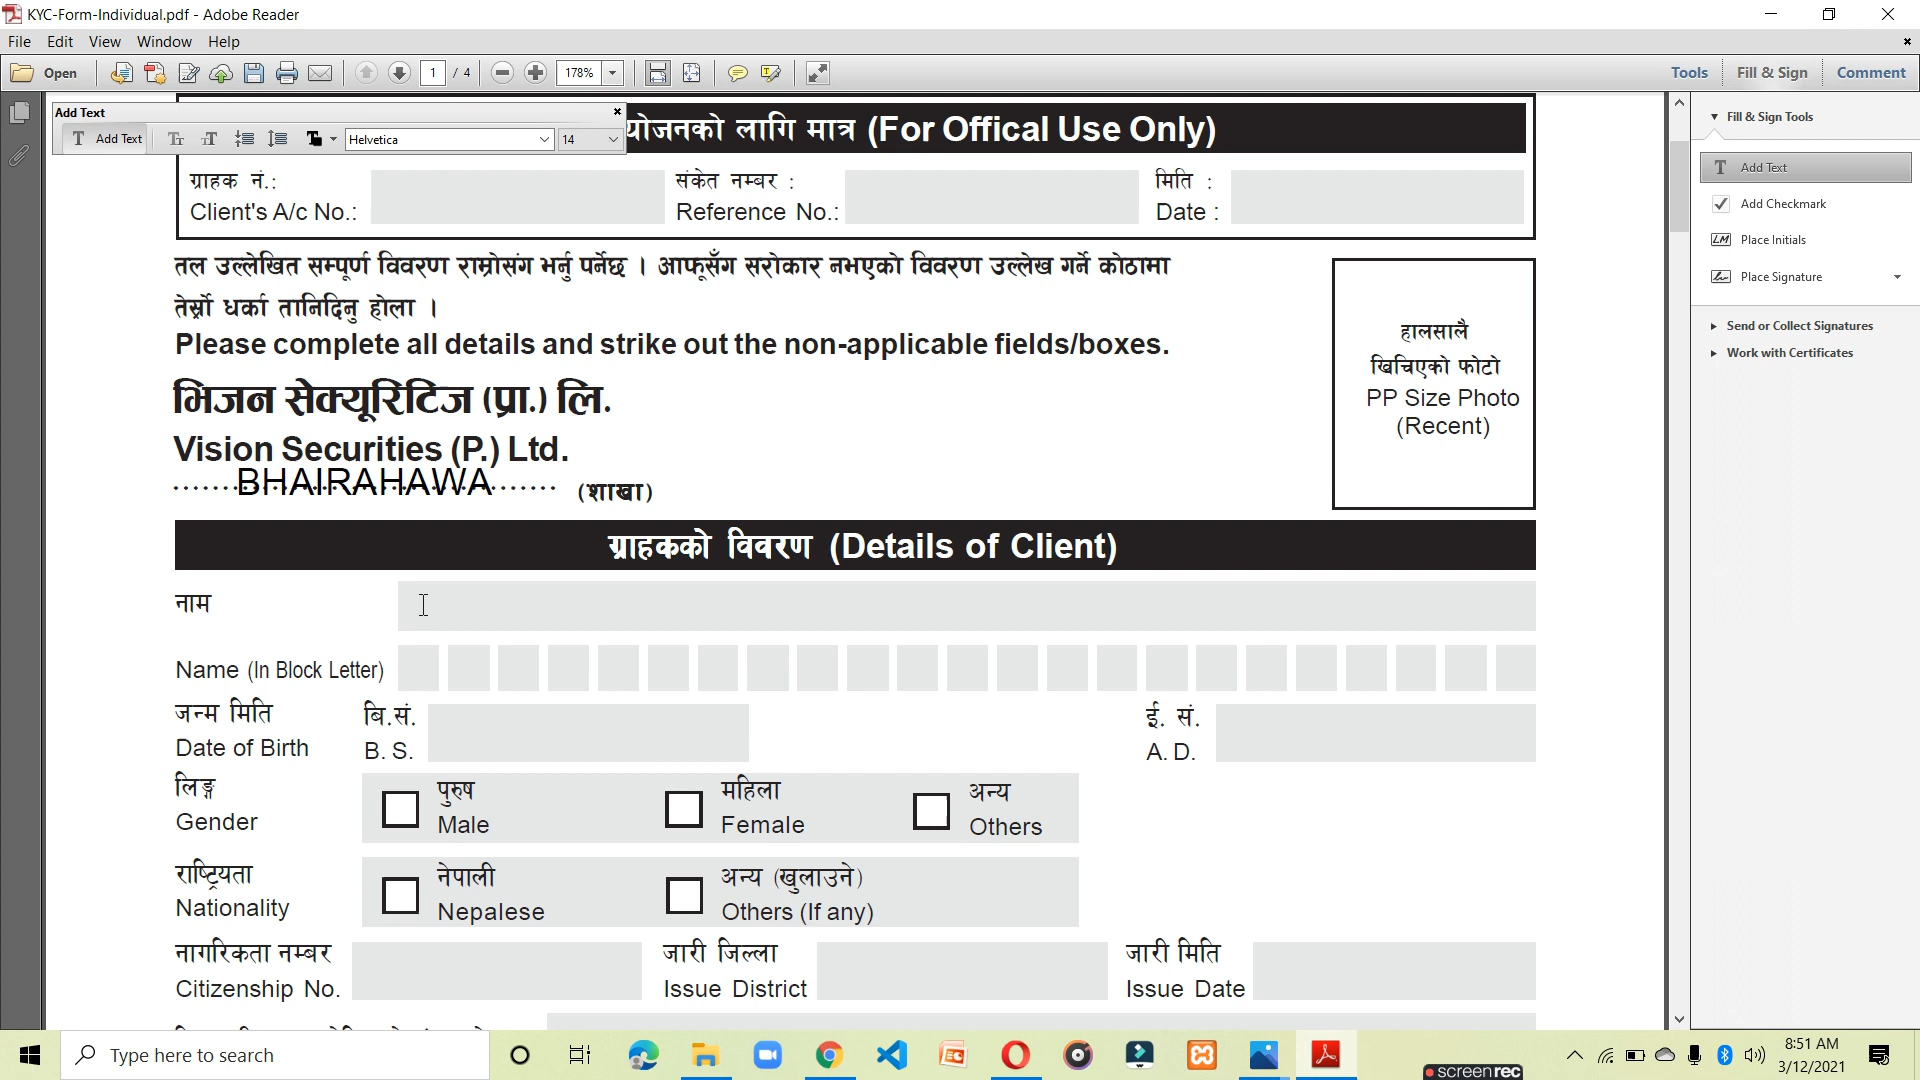 KYC-Form-Individual.pdf - Adobe Reader
File Edit View Window Help
Open 1 / 4 178% Tools Fill & Sign Comment
Add Text
Add Text Helvetica 14
योजनको लागि मात्र (For Offical Use Only)
ग्राहक नं.: संकेत नम्बर : मिति :
Client's A/c No.: Reference No.: Date :
तल उल्लेखित सम्पूर्ण विवरण राम्रोसंग भर्नु पर्नेछ । आफूसँग सरोकार नभएको विवरण उल्लेख गर्ने कोठामा
तेर्स्रो धर्का तानिदिनु होला ।
Please complete all details and strike out the non-applicable fields/boxes.
हालसालै
खिचिएको फोटो
PP Size Photo
(Recent)
भिजन सेक्यूरिटिज (प्रा.) लि.
Vision Securities (P.) Ltd.
BHAIRAHAWA (शाखा)
ग्राहकको विवरण (Details of Client)
नाम
Name (In Block Letter)
जन्म मिति बि.सं. ई. सं.
Date of Birth B. S. A. D.
लिङ्ग पुरुष महिला अन्य
Gender Male Female Others
राष्ट्रियता नेपाली अन्य (खुलाउने)
Nationality Nepalese Others (If any)
नागरिकता नम्बर जारी जिल्ला जारी मिति
Citizenship No. Issue District Issue Date
Fill & Sign Tools
Add Text
Add Checkmark
Place Initials
Place Signature
Send or Collect Signatures
Work with Certificates
Type here to search
8:51 AM
3/12/2021
screenrec